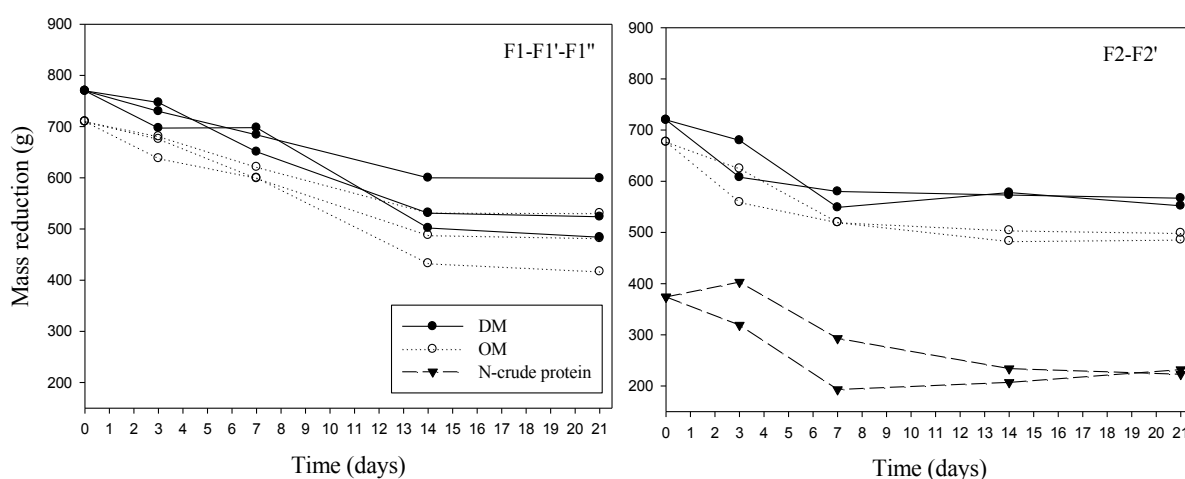 F1-F1'-F1"
Mass reduction (g)
900
800
700
600
500
400
300
200
DM
OM
N-crude protein
0 1 2 3 4 5 6 7 8 9 10 11 12 13 14 15 16 17 18 19 20 21
Time (days)
F2-F2'
900
800
700
600
500
400
300
200
0 1 2 3 4 5 6 7 8 9 10 11 12 13 14 15 16 17 18 19 20 21
Time (days)